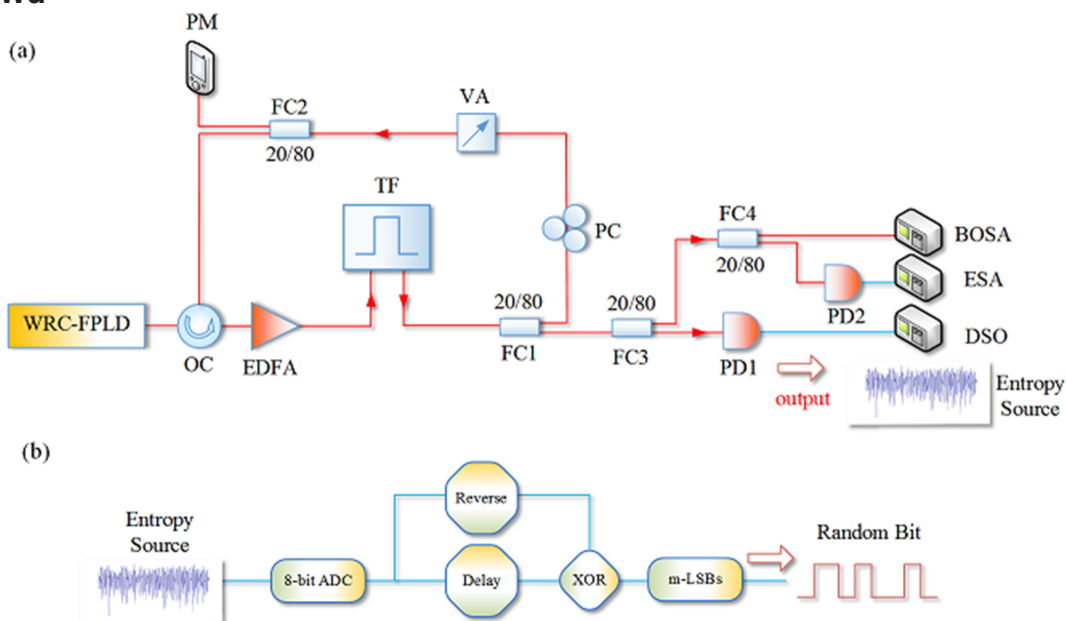 PM
(a)
VA
FC2
20/80
TF
PC
FC4
20/80
BOSA
ESA
PD2
20/80
20/80
WRC-FPLD
DSO
OC
EDFA
FC1
FC3
PD1
output
Entropy
Source
(b)
Reverse
Entropy
Source
Random Bit
8-bit ADC
Delay
XOR
m-LSBs